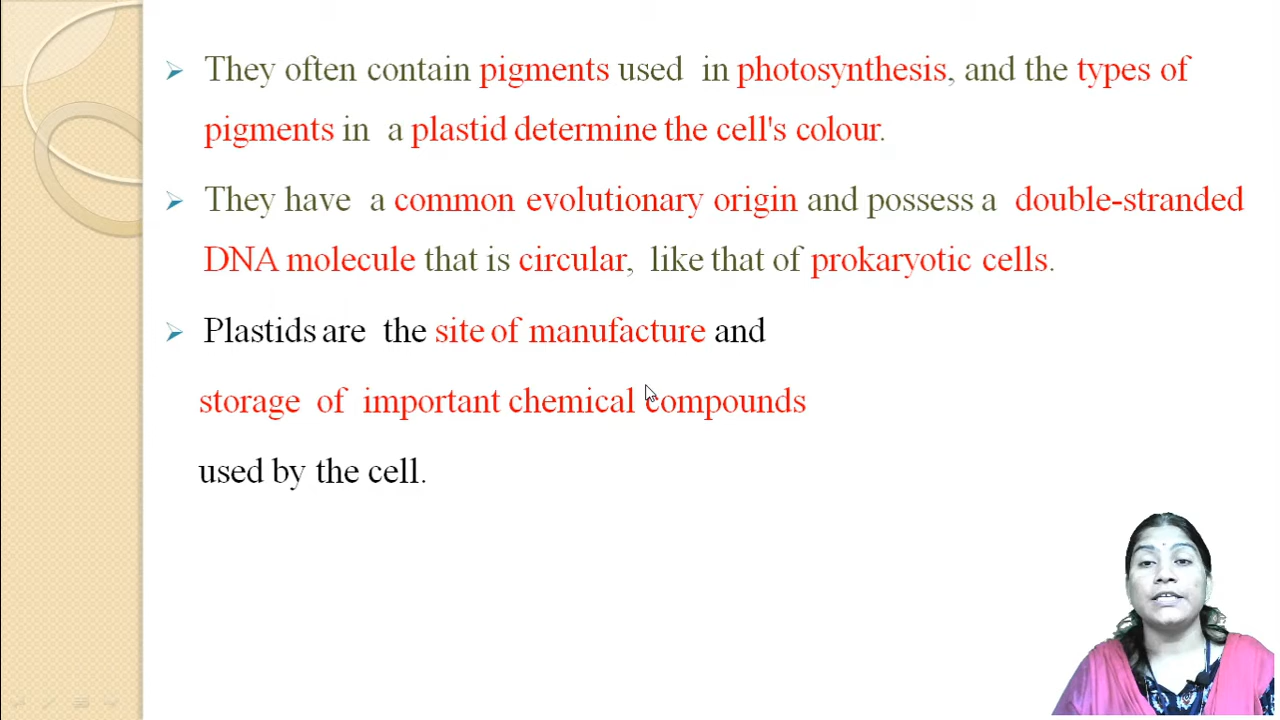 They often contain pigments used in photosynthesis, and the types of
pigments in a plastid determine the cell's colour.
They have a common evolutionary origin and possess a double-stranded
DNA molecule that is circular, like that of prokaryotic cells.
Plastids are the site of manufacture and
storage of important chemical compounds
used by the cell.